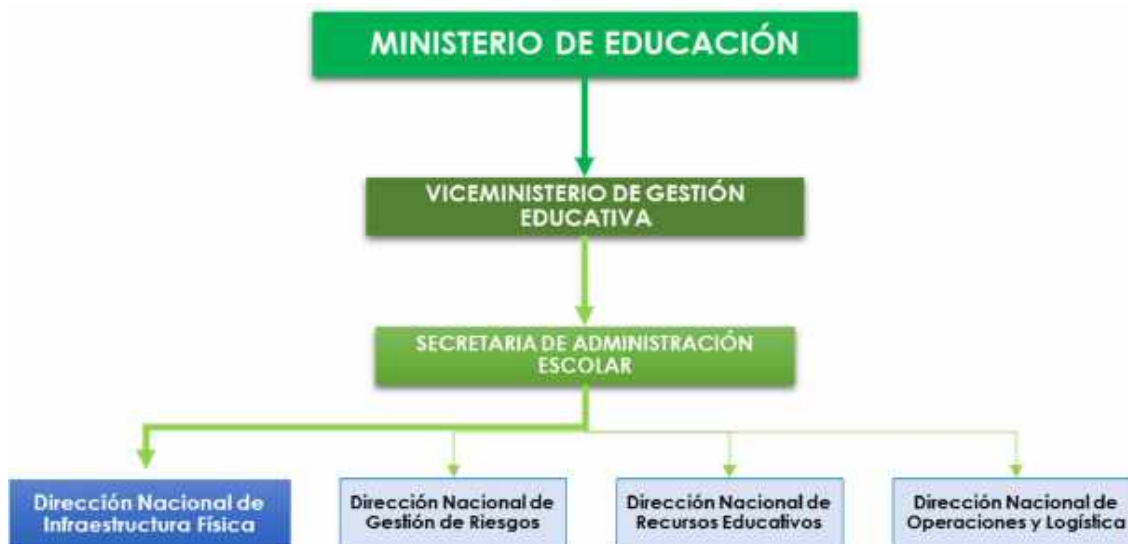 MINISTERIO DE EDUCACIÓN
VICEMINISTERIO DE GESTIÓN
EDUCATIVA
SECRETARIA DE ADMINISTRACIÓN
ESCOLAR
Dirección Nacional de
Infraestructura Física
Dirección Nacional de
Gestión de Riesgos
Dirección Nacional de
Recursos Educativos
Dirección Nacional de
Operaciones y Logística